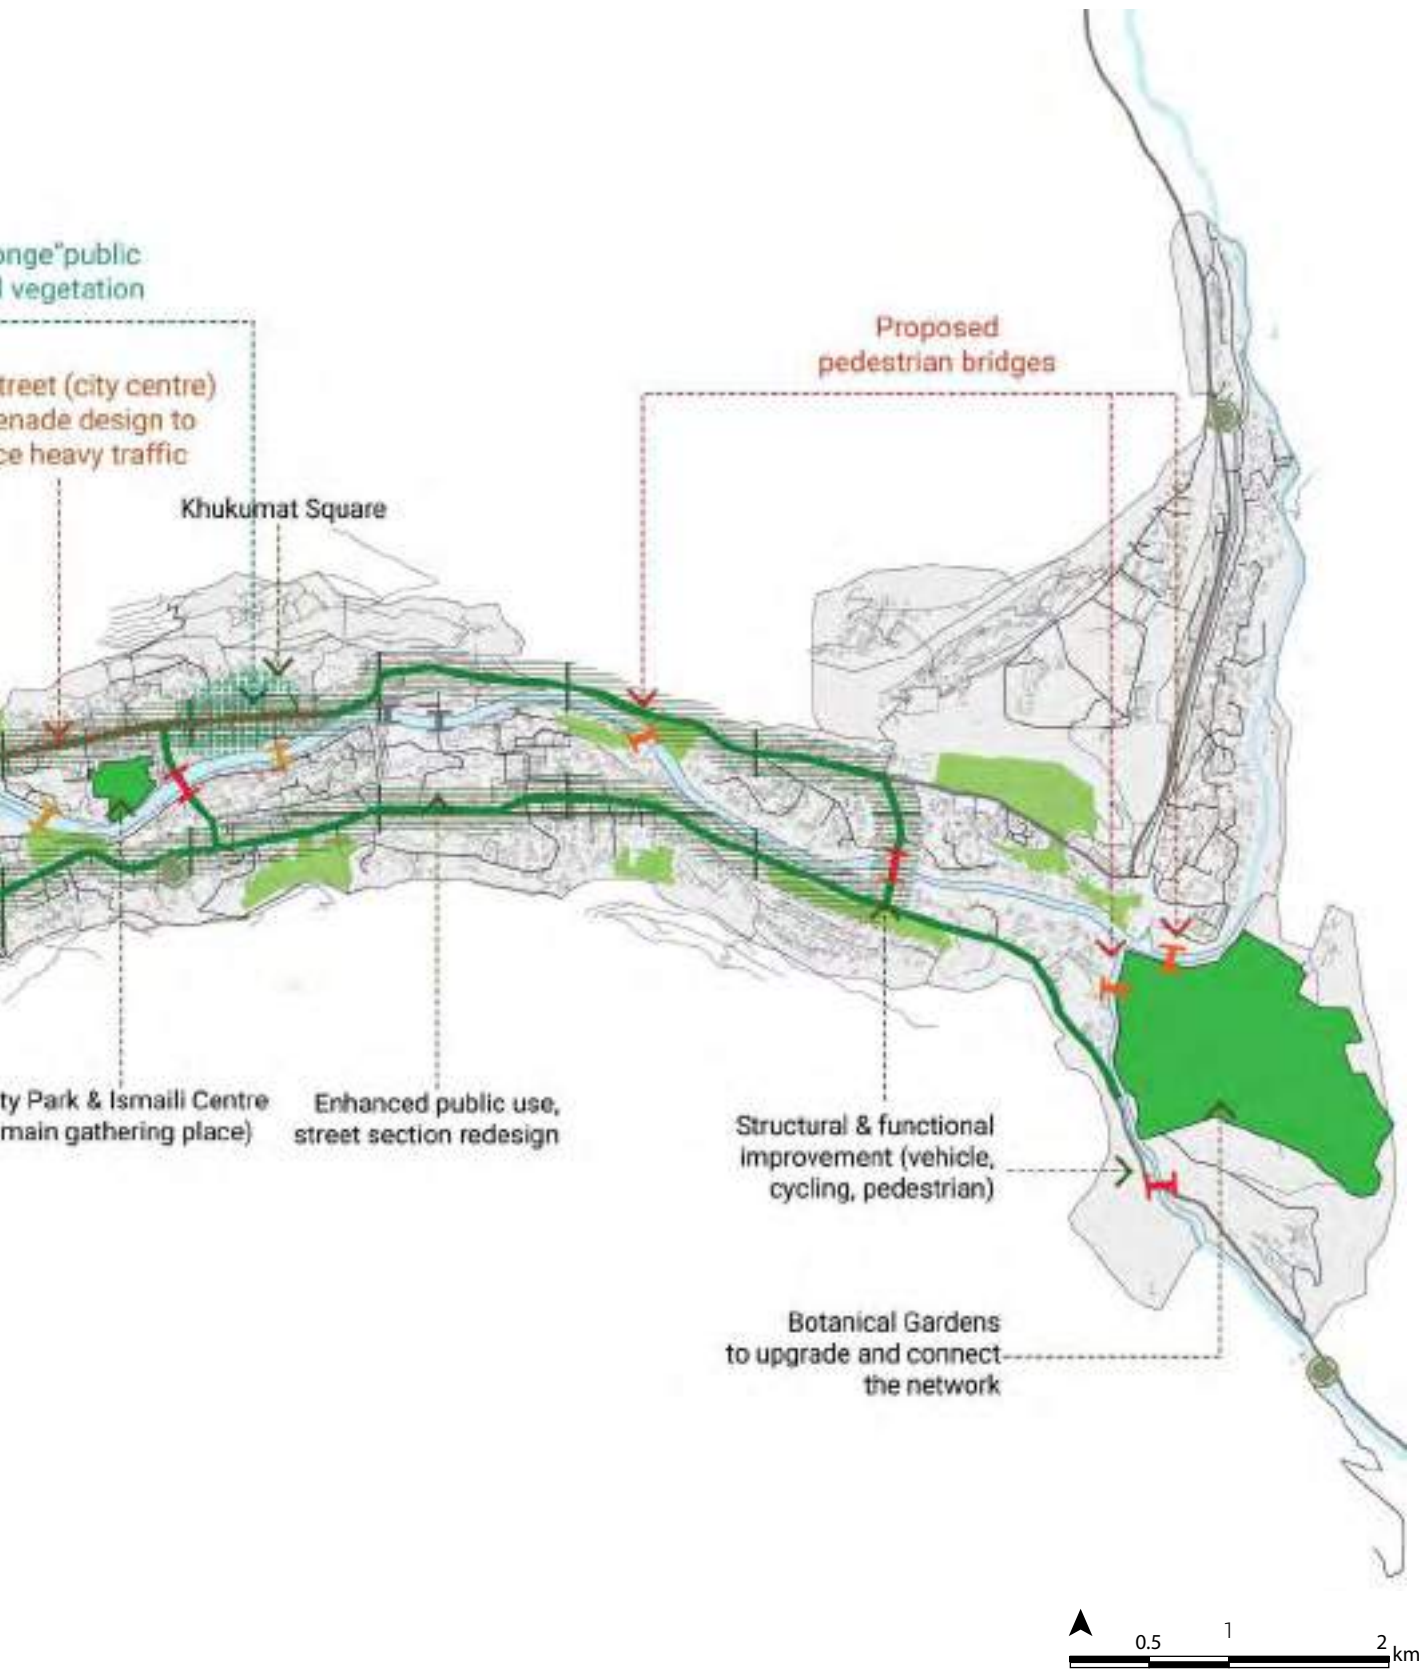 onge"public
l vegetation
Proposed
pedestrian bridges
treet (city centre)
enade design to
ce heavy traffic
Khukumat Square
ty Park & Ismaili Centre
main gathering place)
Enhanced public use,
street section redesign
Structural & functional
improvement (vehicle,
cycling, pedestrian)
Botanical Gardens
to upgrade and connect
the network
0.5 1 2 km